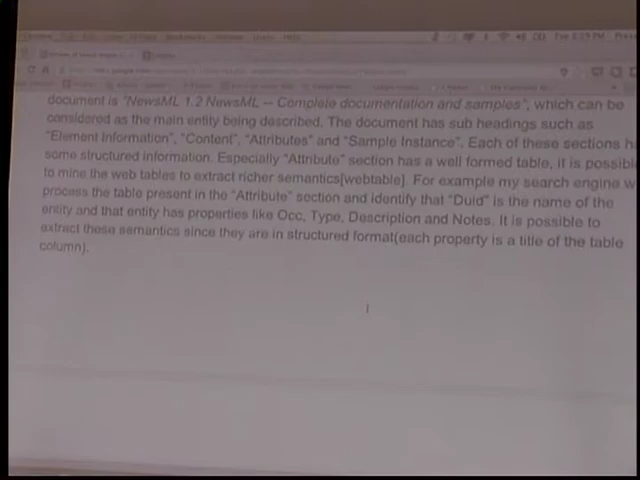 document is "NewsML 1.2 NewsML -- Complete documentation and samples", which can be
considered as the main entity being described. The document has sub headings such as
"Element Information", "Content", "Attributes" and "Sample Instance". Each of these sections
some structured information. Especially "Attribute" section has a well formed table, it is
to mine the web tables to extract richer semantics[webtable]. For example my search engine
process the table present in the "Attribute" section and identify that "Duid" is the name of the
entity and that entity has properties like Occ, Type, Description and Notes. It is possible to
extract these semantics since they are in structured format(each property is a title of the table
column).